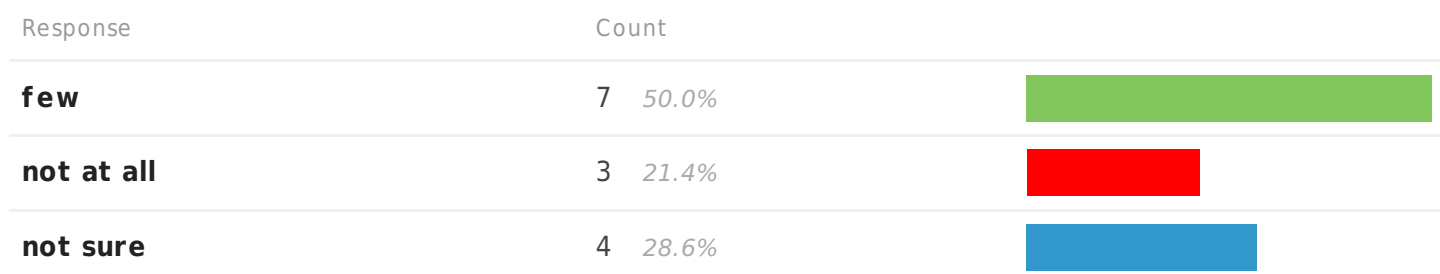 Response Count
few 7 50.0%
not at all 3 21.4%
not sure 4 28.6%